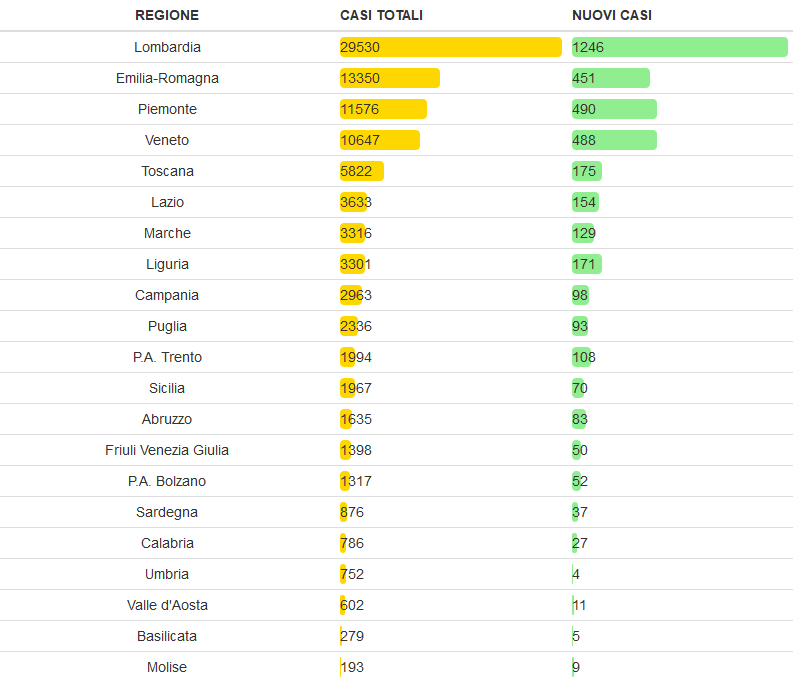 REGIONE CASI TOTALI NUOVI CASI
Lombardia 29530 1246
Emilia-Romagna 13350 451
Piemonte 11576 490
Veneto 10647 488
Toscana 5822 175
Lazio 3633 154
Marche 3316 129
Liguria 3301 171
Campania 2963 98
Puglia 2336 93
P.A. Trento 1994 108
Sicilia 1967 70
Abruzzo 1635 83
Friuli Venezia Giulia 1398 50
P.A. Bolzano 1317 52
Sardegna 876 37
Calabria 786 27
Umbria 752 4
Valle d'Aosta 602 11
Basilicata 279 5
Molise 193 9